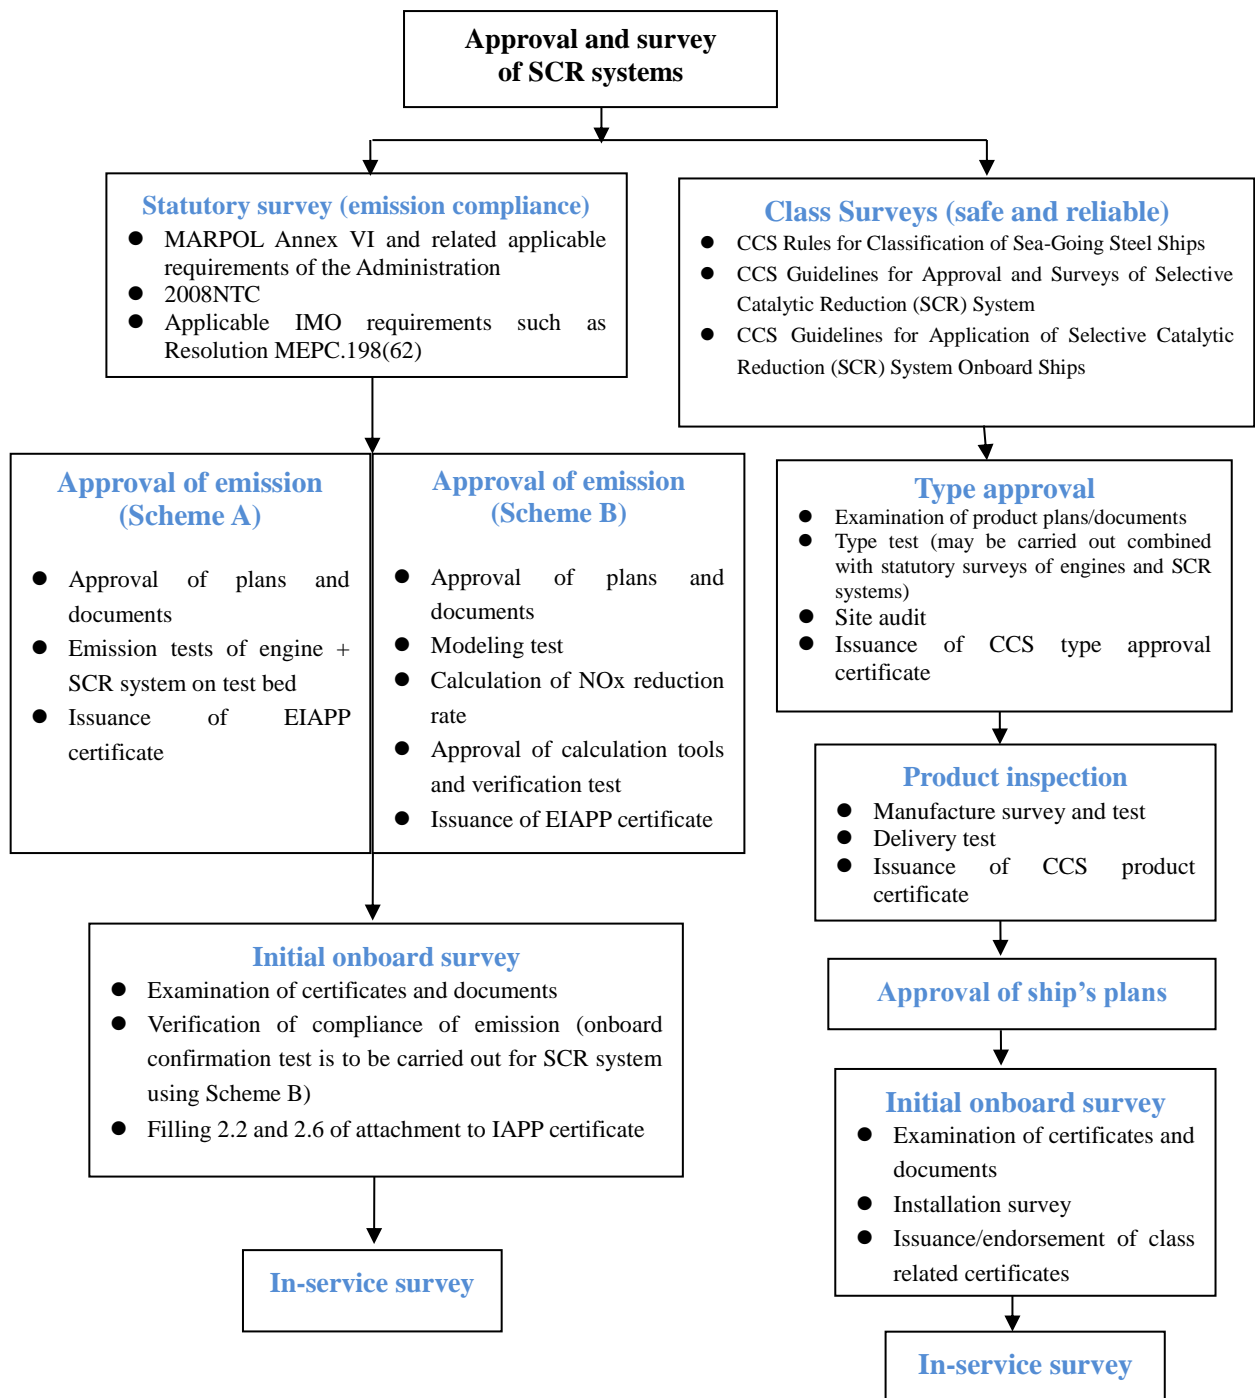 Approval and survey
of SCR systems
Statutory survey (emission compliance)
● MARPOL Annex VI and related applicable
requirements of the Administration
● 2008NTC
● Applicable IMO requirements such as
Resolution MEPC.198(62)
Class Surveys (safe and reliable)
● CCS Rules for Classification of Sea-Going Steel Ships
● CCS Guidelines for Approval and Surveys of Selective
Catalytic Reduction (SCR) System
● CCS Guidelines for Application of Selective Catalytic
Reduction (SCR) System Onboard Ships
Approval of emission
(Scheme A)
● Approval of plans and
documents
● Emission tests of engine +
SCR system on test bed
● Issuance of EIAPP
certificate
Approval of emission
(Scheme B)
● Approval of plans and
documents
● Modeling test
● Calculation of NOx reduction
rate
● Approval of calculation tools
and verification test
● Issuance of EIAPP certificate
Type approval
● Examination of product plans/documents
● Type test (may be carried out combined
with statutory surveys of engines and SCR
systems)
● Site audit
● Issuance of CCS type approval
certificate
Product inspection
● Manufacture survey and test
● Delivery test
● Issuance of CCS product
certificate
Initial onboard survey
● Examination of certificates and documents
● Verification of compliance of emission (onboard
confirmation test is to be carried out for SCR system
using Scheme B)
● Filling 2.2 and 2.6 of attachment to IAPP certificate
Approval of ship’s plans
Initial onboard survey
● Examination of certificates and
documents
● Installation survey
● Issuance/endorsement of class
related certificates
In-service survey
In-service survey